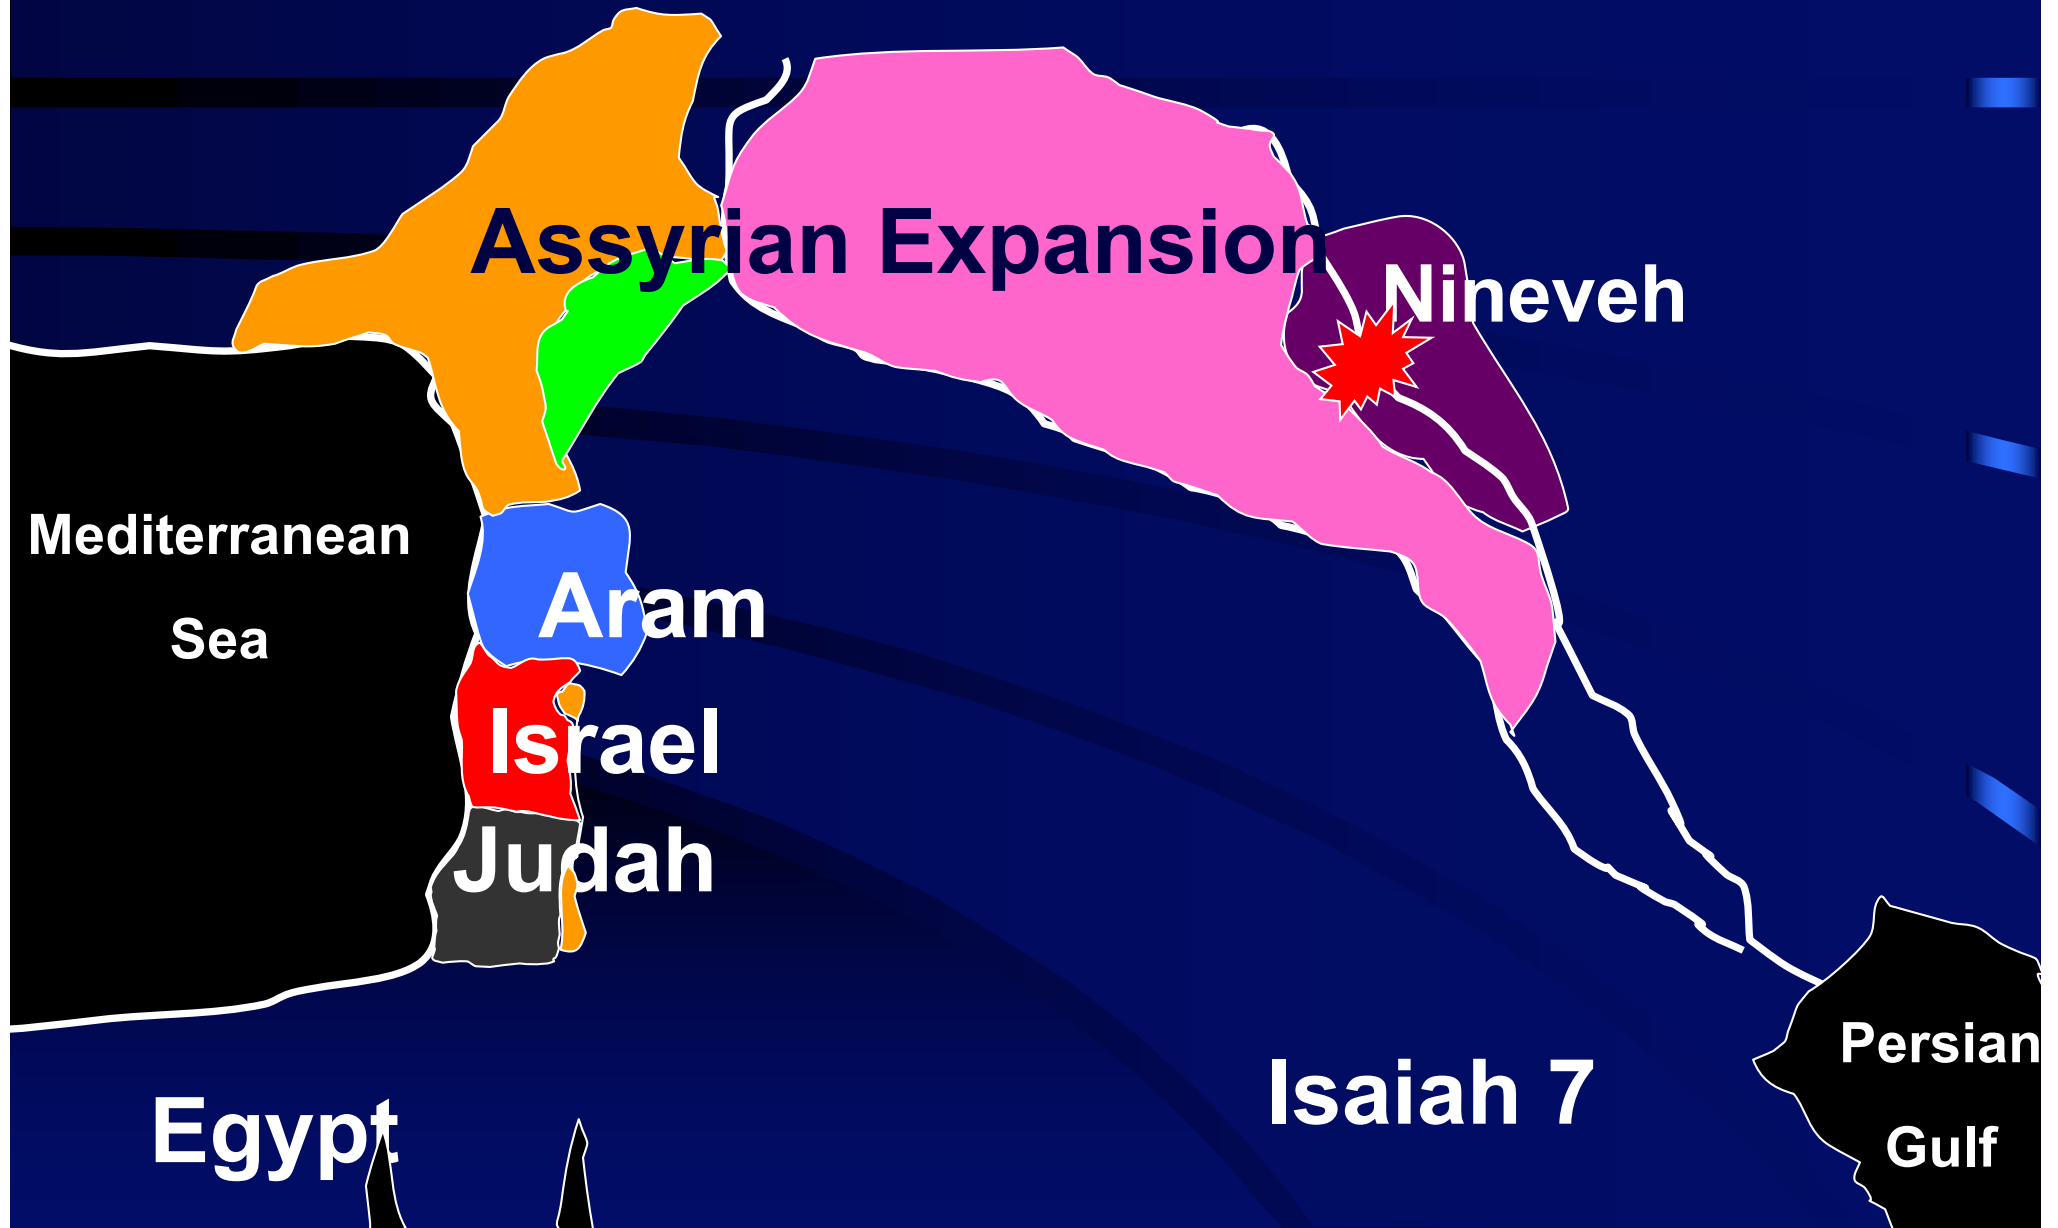 Assyrian Expansion
Nineveh
Mediterranean
Sea
Aram
Israel
Judah
Egypt
Isaiah 7
Persian
Gulf